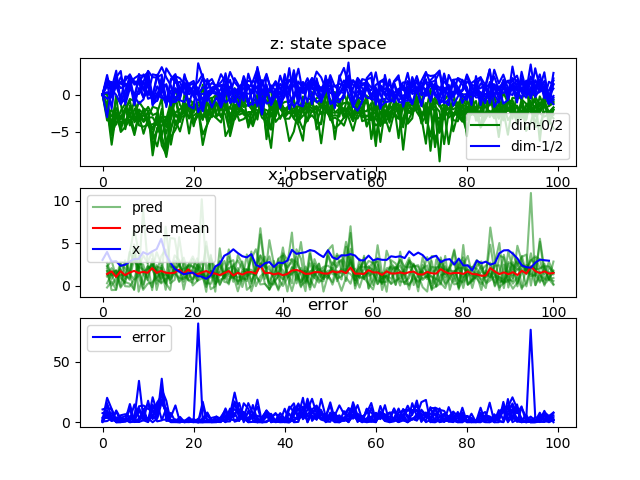 z: state space
0
−5
dim-0/2
dim-1/2
0 20 40 60 80 100
x: observation
10
5
0
pred
pred_mean
x
0 20 40 60 80 100
error
50
0
error
0 20 40 60 80 100